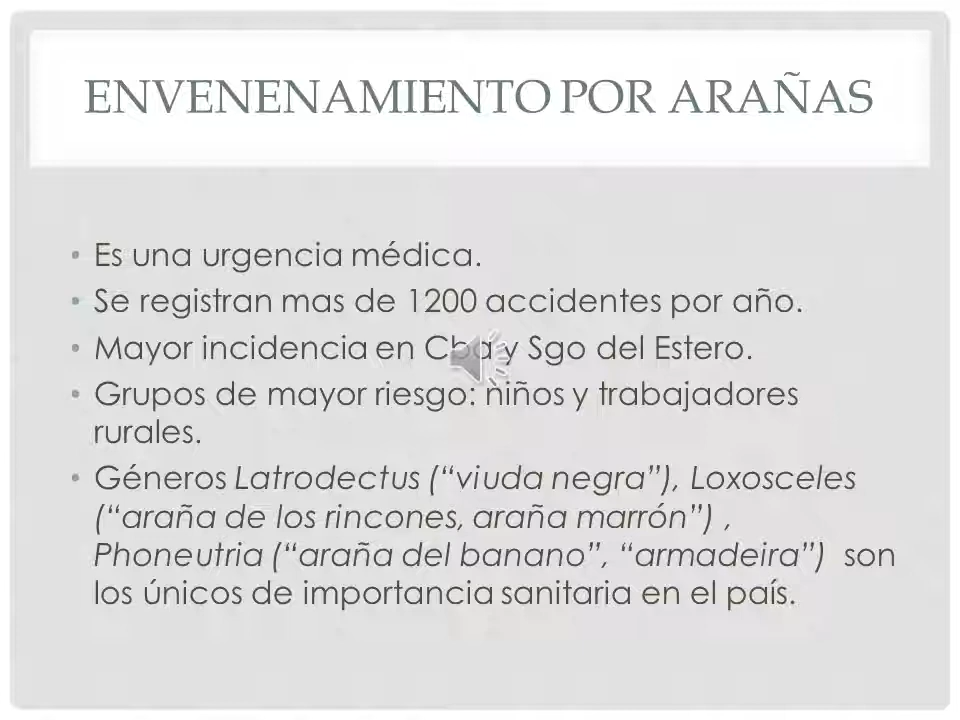 ENVENENAMIENTO POR ARAÑAS
• Es una urgencia médica.
• Se registran mas de 1200 accidentes por año.
• Mayor incidencia en Cba y Sgo del Estero.
• Grupos de mayor riesgo: niños y trabajadores
rurales.
• Géneros Latrodectus (“viuda negra”), Loxosceles
(“araña de los rincones, araña marrón”) ,
Phoneutria (“araña del banano”, “armadeira”) son
los únicos de importancia sanitaria en el país.